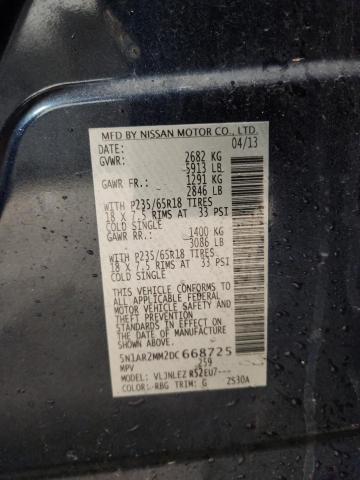 MFD BY NISSAN MOTOR CO., LTD.
DATE: 04/13
GVWR: 2682 KG
5913 LB
GAWR FR.: 1291 KG
2846 LB
WITH P235/65R18 TIRES
18 X 7.5 RIMS AT 33 PSI
COLD SINGLE
GAWR RR.: 1400 KG
3086 LB
WITH P235/65R18 TIRES
18 X 7.5 RIMS AT 33 PSI
COLD SINGLE
THIS VEHICLE CONFORMS TO
ALL APPLICABLE U.S. FEDERAL
MOTOR VEHICLE SAFETY
STANDARDS IN EFFECT ON THE
DATE OF MANUFACTURE
SHOWN ABOVE.
5N1AR2MM2DC668725
MPV 259
MODEL: VLJNLEZ R52EU7---
COLOR: RBG TRIM: G ZS30A